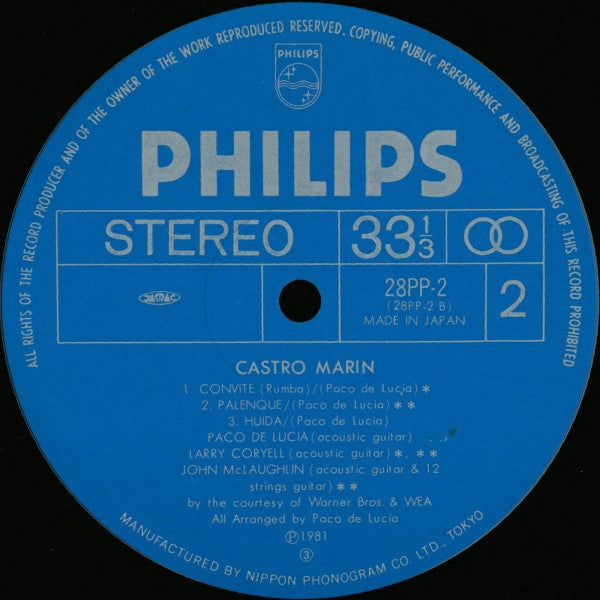 ALL RIGHTS OF THE RECORD PRODUCER AND OF THE OWNER OF THE WORK REPRODUCED RESERVED. COPYING, PUBLIC PERFORMANCE AND BROADCASTING OF THIS RECORD PROHIBITED
PHILIPS
PHILIPS
STEREO 33 1/3
JASRAC 28PP-2 2
(28PP-2 B)
MADE IN JAPAN
CASTRO MARIN
1 CONVITE (Rumba)/(Paco de Lucia) *
2. PALENQUE/(Paco de Lucia) * *
3. HUIDA/(Paco de Lucia)
PACO DE LUCIA (acoustic guitar)
LARRY CORYELL (acoustic guitar) *, * *
JOHN McLAUGHLIN (acoustic guitar & 12
strings guitar) * *
by the courtesy of Warner Bros. & WEA
All Arranged by Paco de Lucia
Ⓟ1981
③
MANUFACTURED BY NIPPON PHONOGRAM CO. LTD., TOKYO